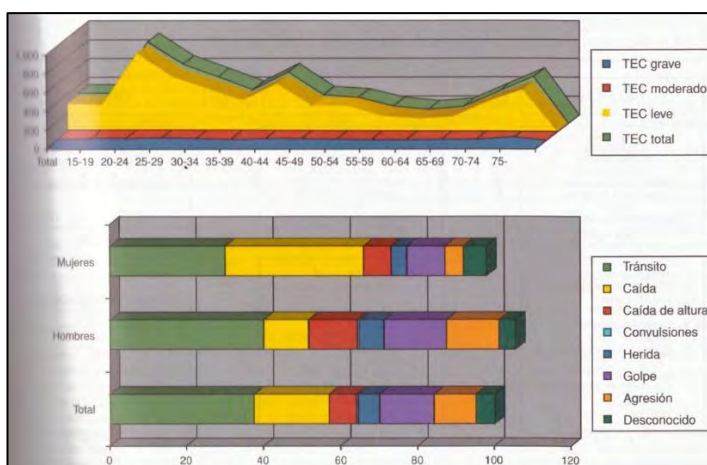 1,000
800
600
400
200
0
Total 15-19 20-24 25-29 30-34 35-39 40-44 45-49 50-54 55-59 60-64 65-69 70-74 75-
TEC grave
TEC moderado
TEC leve
TEC total
Mujeres
Hombres
Total
0 20 40 60 80 100 120
Tránsito
Caída
Caída de altura
Convulsiones
Herida
Golpe
Agresión
Desconocido